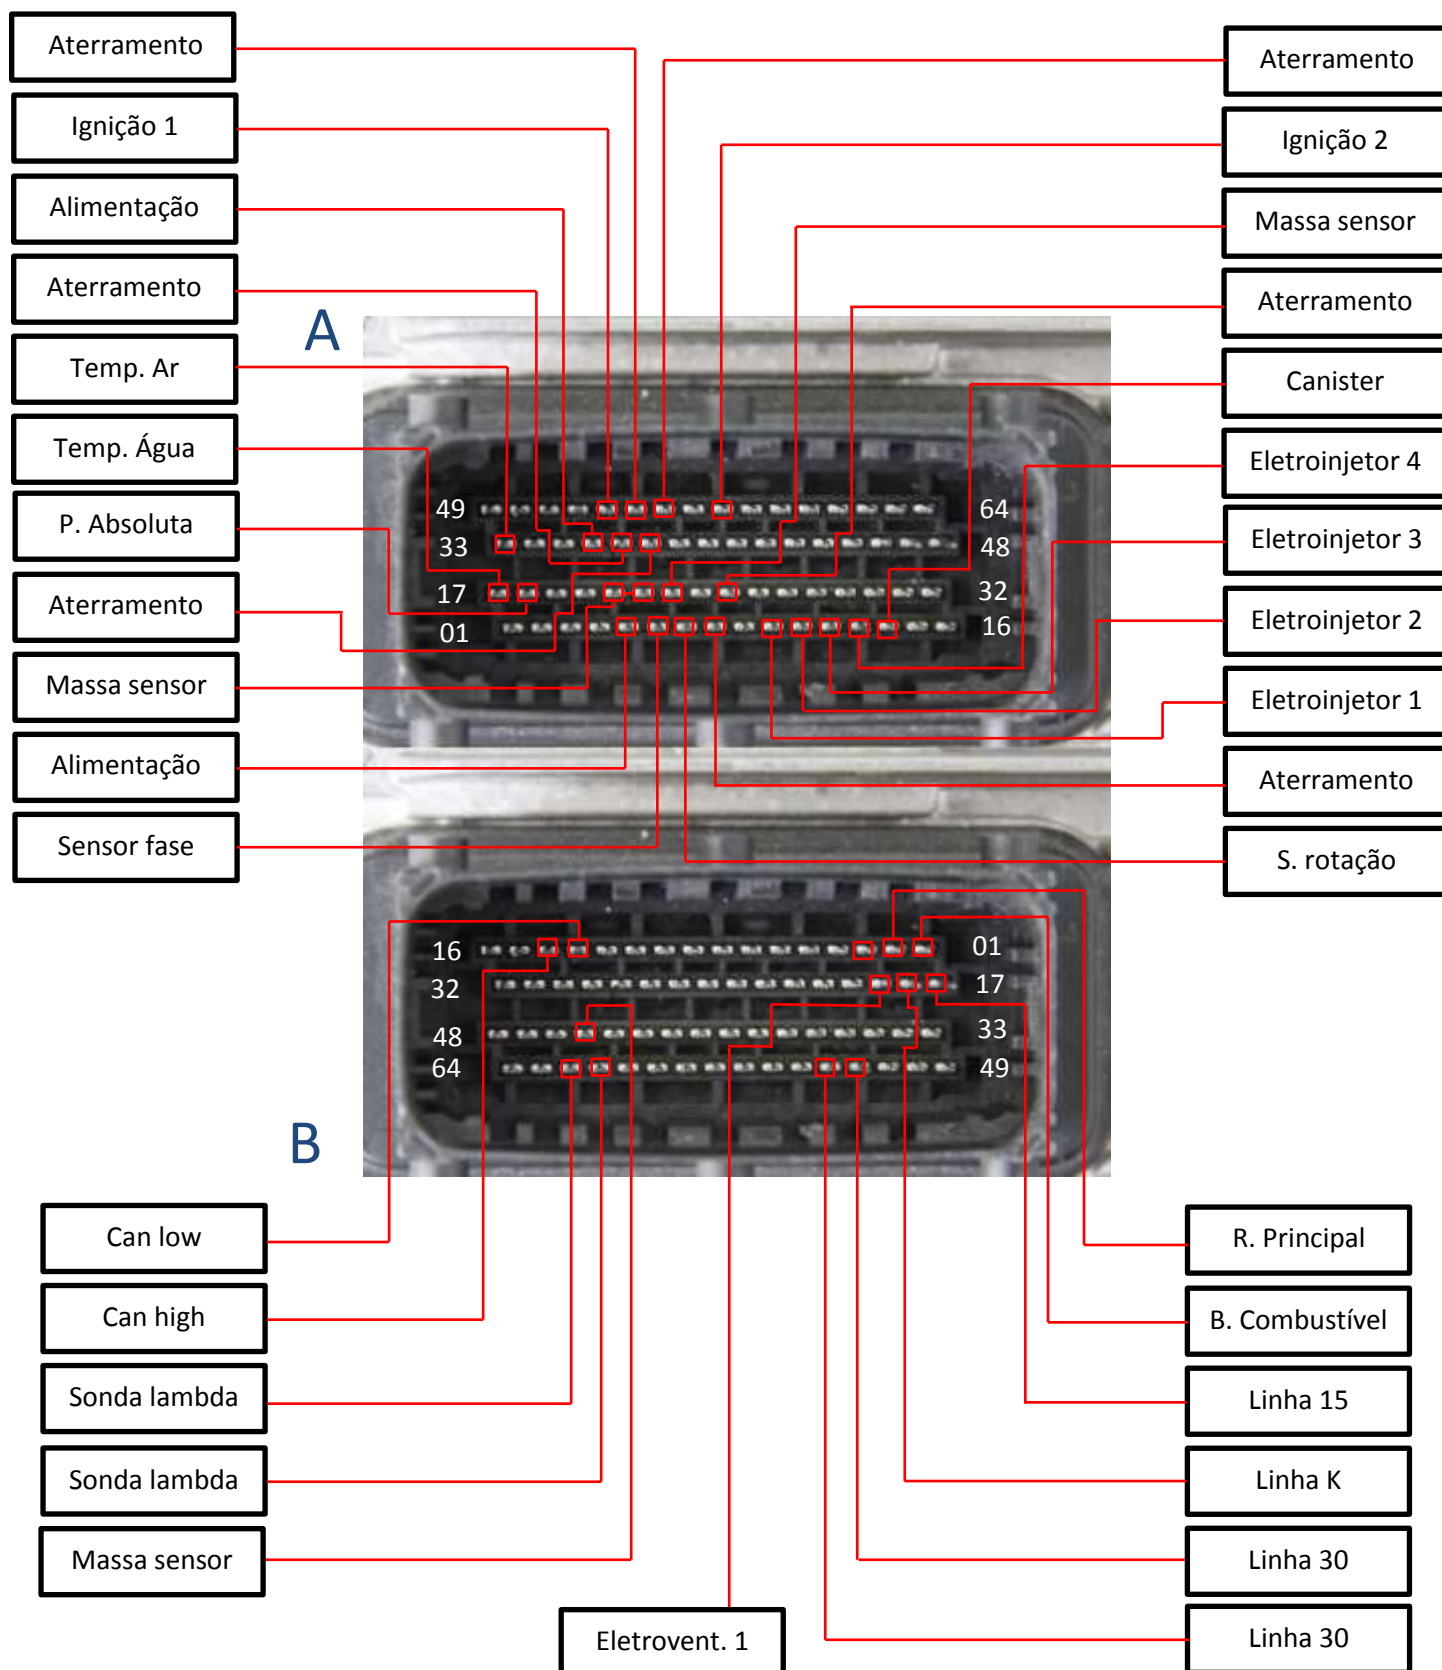 Aterramento
Ignição 1
Alimentação
Aterramento
Temp. Ar
Temp. Água
P. Absoluta
Aterramento
Massa sensor
Alimentação
Sensor fase
Aterramento
Ignição 2
Massa sensor
Aterramento
Canister
Eletroinjetor 4
Eletroinjetor 3
Eletroinjetor 2
Eletroinjetor 1
Aterramento
S. rotação
A
49 64
33 48
17 32
01 16
16 01
32 17
48 33
64 49
B
Can low
Can high
Sonda lambda
Sonda lambda
Massa sensor
Eletrovent. 1
R. Principal
B. Combustível
Linha 15
Linha K
Linha 30
Linha 30